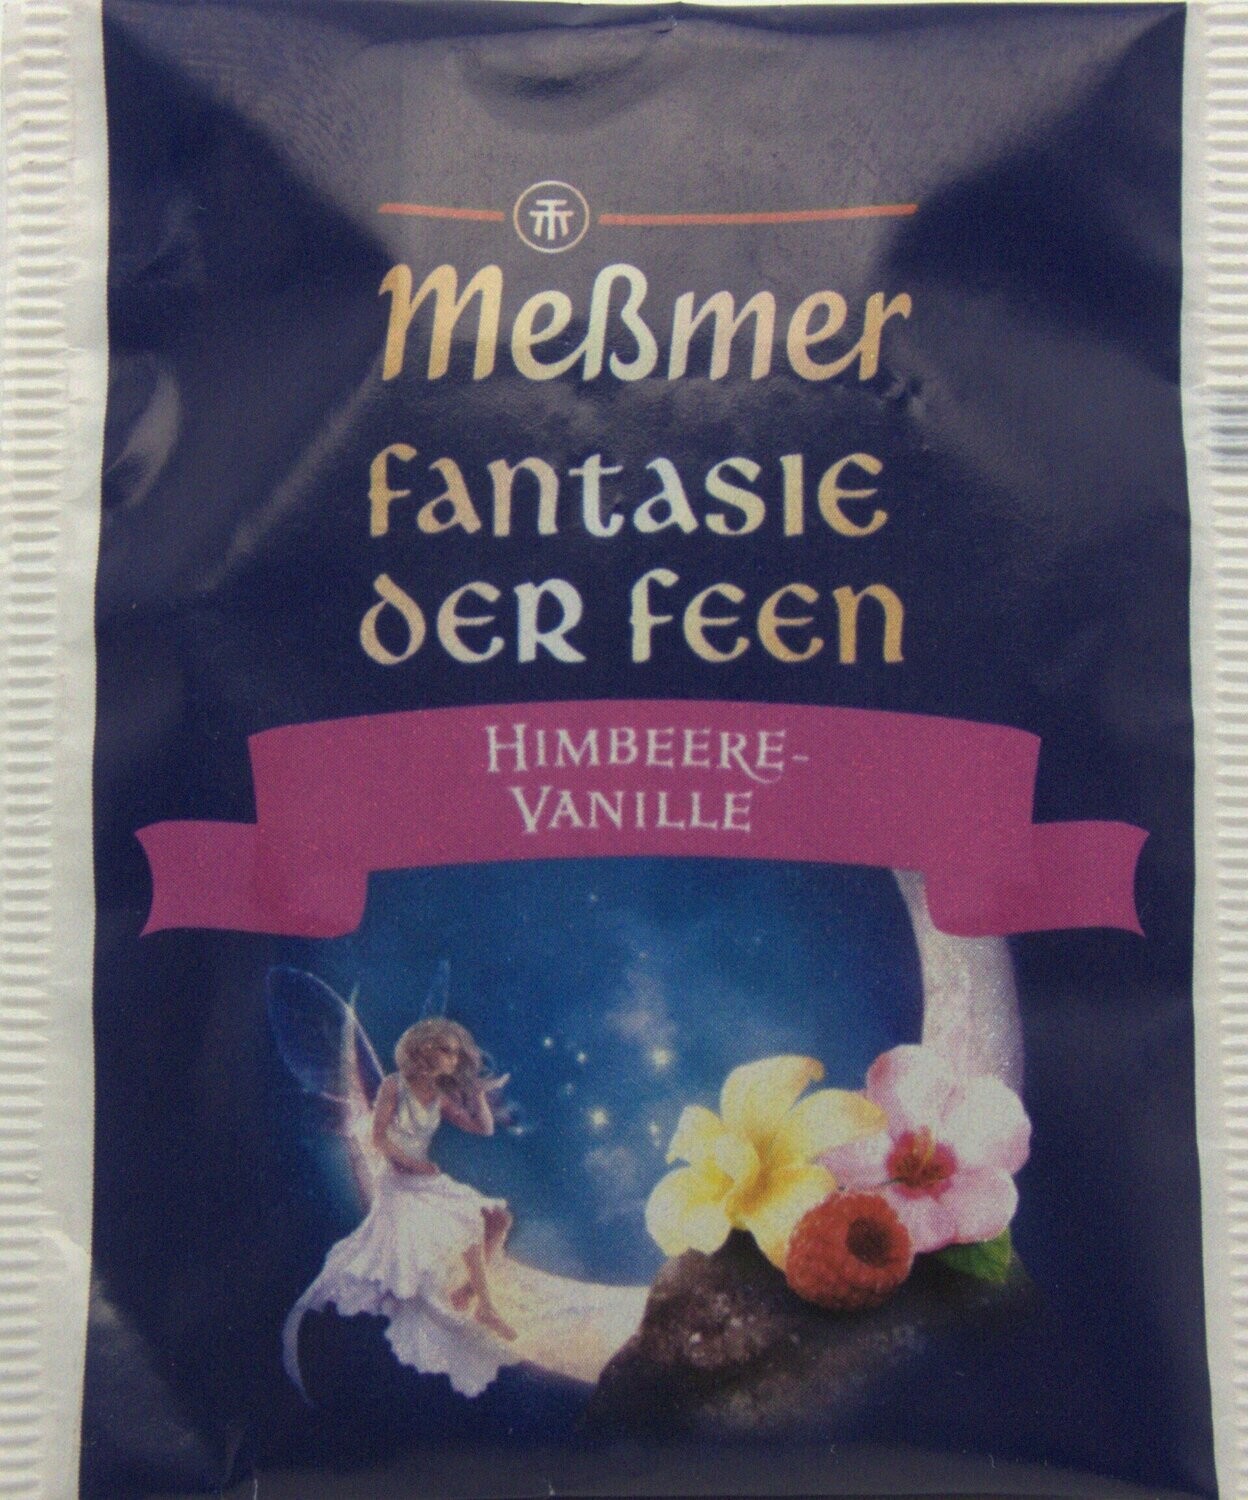 Meßmer
Fantasie
der Feen
Himbeere-
Vanille